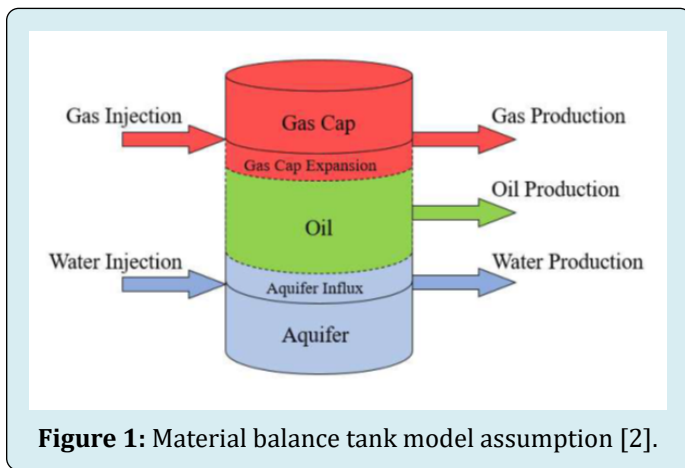 Gas Injection
Gas Cap
Gas Production
Gas Cap Expansion
Oil Production
Oil
Water Injection
Water Production
Aquifer Influx
Aquifer
Figure 1: Material balance tank model assumption [2].